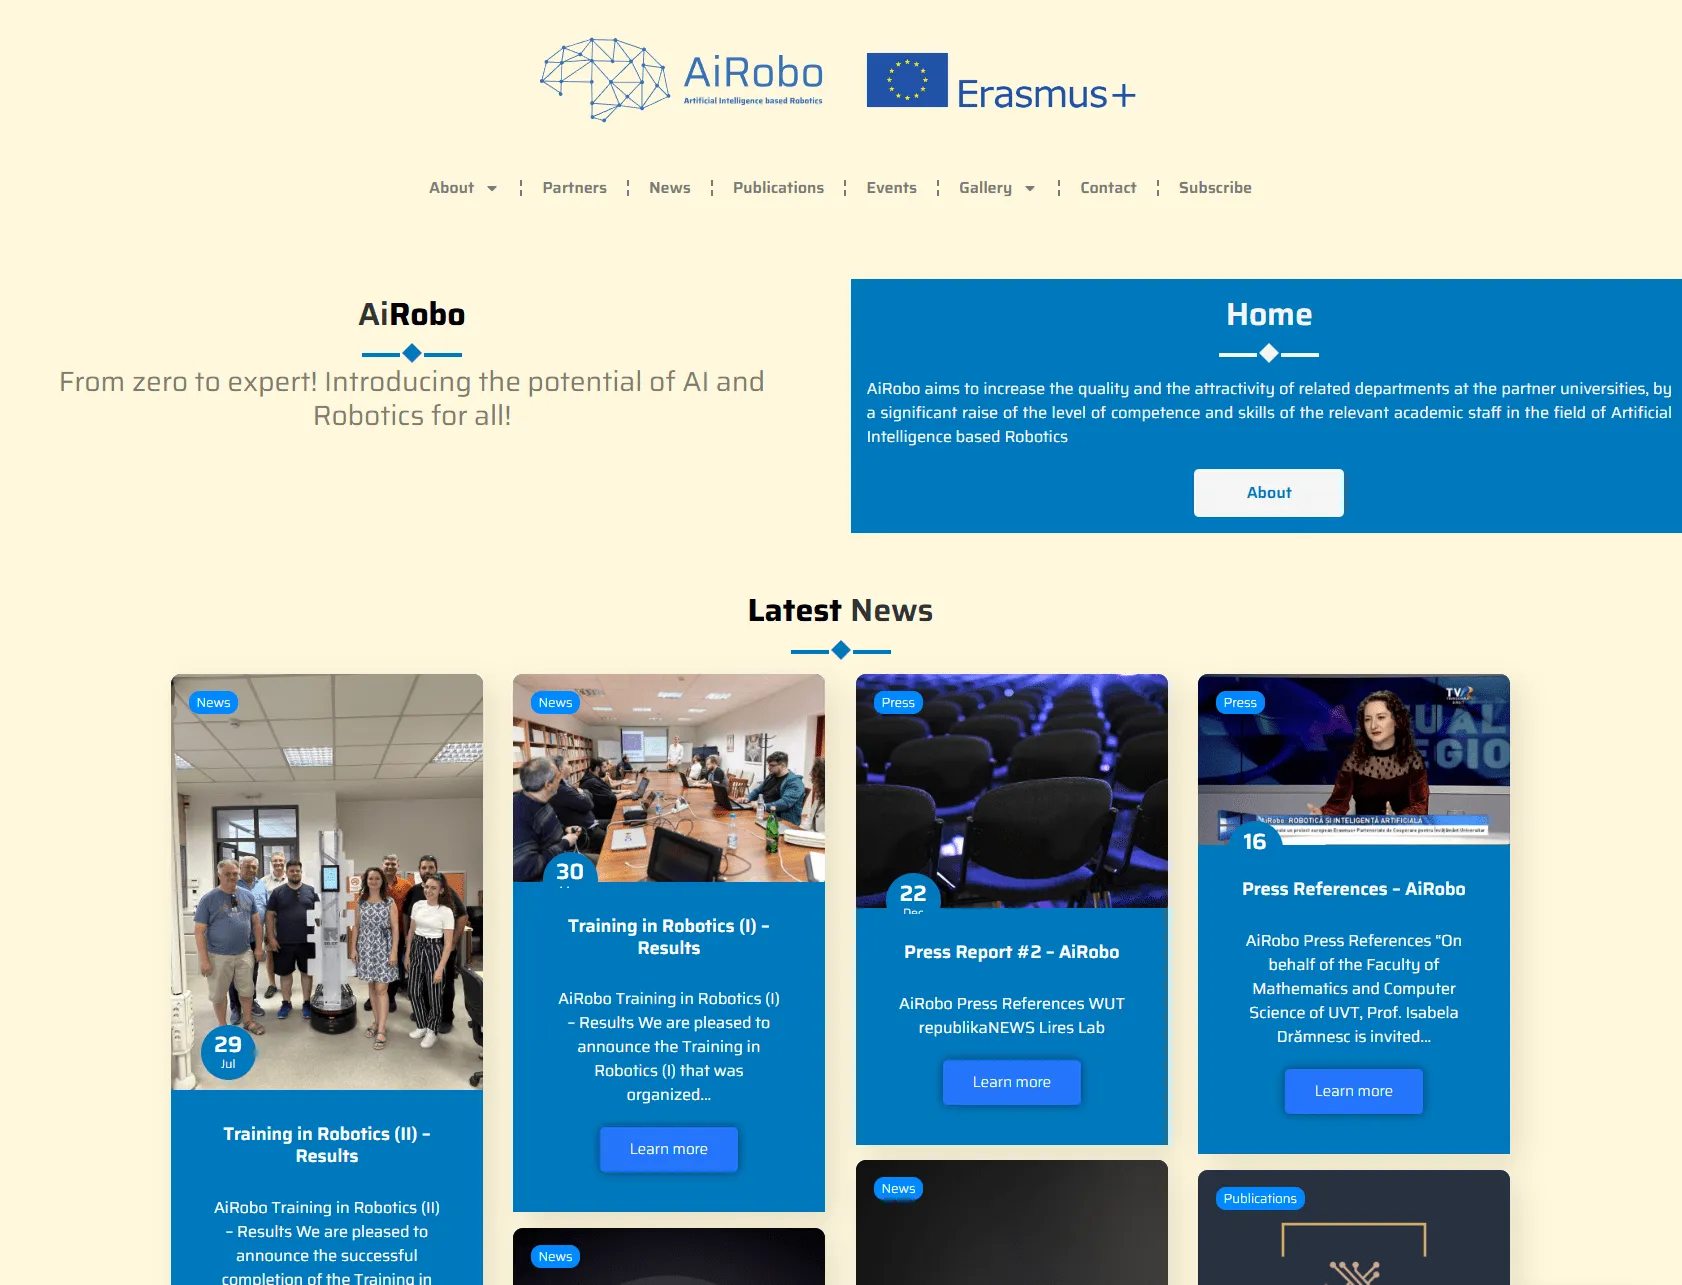 AiRobo
Artificial Intelligence based Robotics
Erasmus+
About
Partners
News
Publications
Events
Gallery
Contact
Subscribe
AiRobo
From zero to expert! Introducing the potential of AI and
Robotics for all!
Home
AiRobo aims to increase the quality and the attractivity of related departments at the partner universities, by
a significant raise of the level of competence and skills of the relevant academic staff in the field of Artificial
Intelligence based Robotics
About
Latest News
News
29
Jul
Training in Robotics (II) –
Results
AiRobo Training in Robotics (II)
– Results We are pleased to
announce the successful
completion of the Training in
News
30
Training in Robotics (I) –
Results
AiRobo Training in Robotics (I)
– Results We are pleased to
announce the Training in
Robotics (I) that was
organized...
Learn more
Press
22
Dec
Press Report #2 – AiRobo
AiRobo Press References WUT
republikaNEWS Lires Lab
Learn more
Press
16
AiRobo ROBOTICĂ SI INTELIGENTĂ ARTIFICIALA
Press References – AiRobo
AiRobo Press References “On
behalf of the Faculty of
Mathematics and Computer
Science of UVT, Prof. Isabela
Drămnesc is invited...
Learn more
News
News
Publications